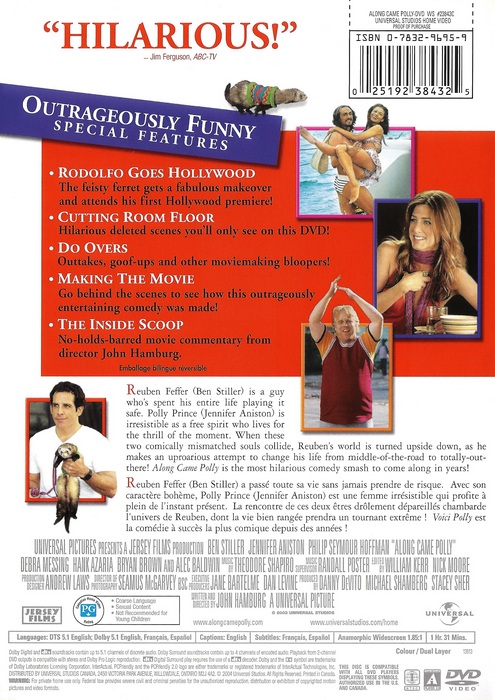 ALONG CAME POLLY-DVD WS #23843C
UNIVERSAL STUDIOS HOME VIDEO
PROOF OF PURCHASE
ISBN 0-7832-9695-9
0 25192 38432 5
“HILARIOUS!”
– Jim Ferguson, ABC-TV
OUTRAGEOUSLY FUNNY
SPECIAL FEATURES
• RODOLFO GOES HOLLYWOOD
The feisty ferret gets a fabulous makeover
and attends his first Hollywood premiere!
• CUTTING ROOM FLOOR
Hilarious deleted scenes you'll only see on this DVD!
• DO OVERS
Outtakes, goof-ups and other moviemaking bloopers!
• MAKING THE MOVIE
Go behind the scenes to see how this outrageously
entertaining comedy was made!
• THE INSIDE SCOOP
No-holds-barred movie commentary from
director John Hamburg.
Emballage bilingue réversible
Reuben Feffer (Ben Stiller) is a guy
who's spent his entire life playing it
safe. Polly Prince (Jennifer Aniston) is
irresistible as a free spirit who lives for
the thrill of the moment. When these
two comically mismatched souls collide, Reuben's world is turned upside down, as he
makes an uproarious attempt to change his life from middle-of-the-road to totally-out-
there! Along Came Polly is the most hilarious comedy smash to come along in years!
Reuben Feffer (Ben Stiller) a passé toute sa vie sans jamais prendre de risque. Avec son
caractère bohème, Polly Prince (Jennifer Aniston) est une femme irrésistible qui profite à
plein de l'instant présent. La rencontre de ces deux êtres drôlement dépareillés chambarde
l'univers de Reuben, dont la vie bien rangée prendra un tournant extrême ! Voici Polly est
la comédie à succès la plus comique depuis des années !
UNIVERSAL PICTURES PRESENTS A JERSEY FILMS PRODUCTION BEN STILLER JENNIFER ANISTON PHILIP SEYMOUR HOFFMAN "ALONG CAME POLLY"
DEBRA MESSING HANK AZARIA BRYAN BROWN AND ALEC BALDWIN MUSIC BY THEODORE SHAPIRO MUSIC SUPERVISOR RANDALL POSTER EDITED BY WILLIAM KERR NICK MOORE
PRODUCTION DESIGNER ANDREW LAWS DIRECTOR OF PHOTOGRAPHY SEAMUS McGARVEY BSC EXECUTIVE PRODUCERS JANE BARTELME DAN LEVINE PRODUCED BY DANNY DeVITO MICHAEL SHAMBERG STACEY SHER
WRITTEN AND DIRECTED BY JOHN HAMBURG A UNIVERSAL PICTURE
JERSEY FILMS
PG
• Coarse Language
• Sexual Content
• Not Recommended for
Young Children
www.alongcamepolly.com
www.universalstudios.com/home
UNIVERSAL
Languages: DTS 5.1 English; Dolby 5.1 English, Français, Español
Captions: English
Subtitles: Français, Español
Anamorphic Widescreen 1.85:1
1 Hr. 31 Mins.
Colour / Dual Layer
THIS DISC IS
COMPATIBLE WITH
ALL DVD PLAYERS
DISPLAYING THESE SYMBOLS.
AUTHORIZED FOR SALE OR
USE IN THE U.S. AND
CANADA.
1
A
DVD
VIDEO